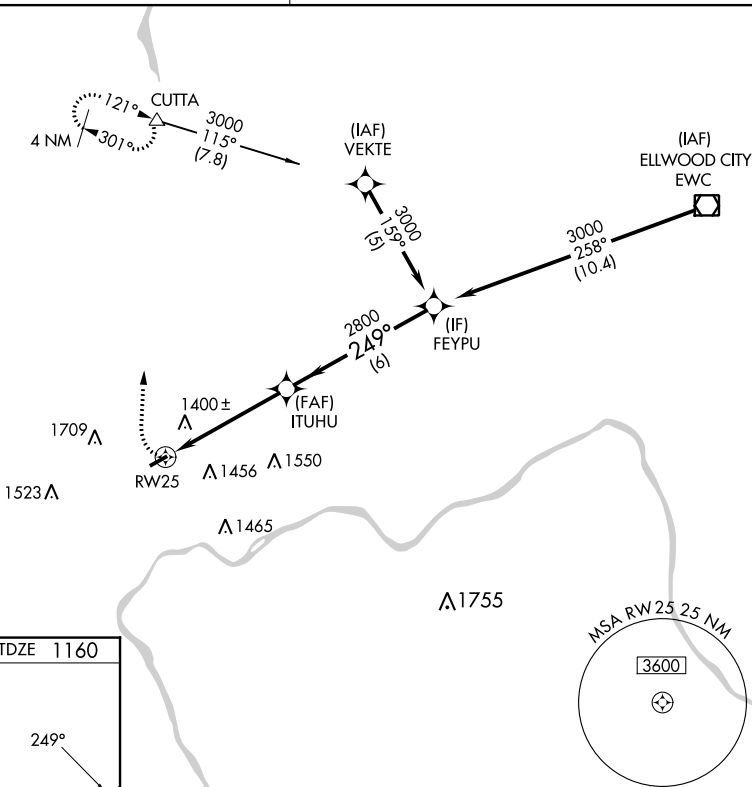 CUTTA
121°
301°
4 NM
3000
115°
(7.8)
(IAF)
VEKTE
3000
159°
(5)
(IAF)
ELLWOOD CITY
EWC
3000
258°
(10.4)
(IF)
FEYPU
2800
249°
(6)
(FAF)
ITUHU
1400±
1709
RW25
1456
1550
1523
1465
1755
MSA RW25 25 NM
3600
TDZE 1160
249°